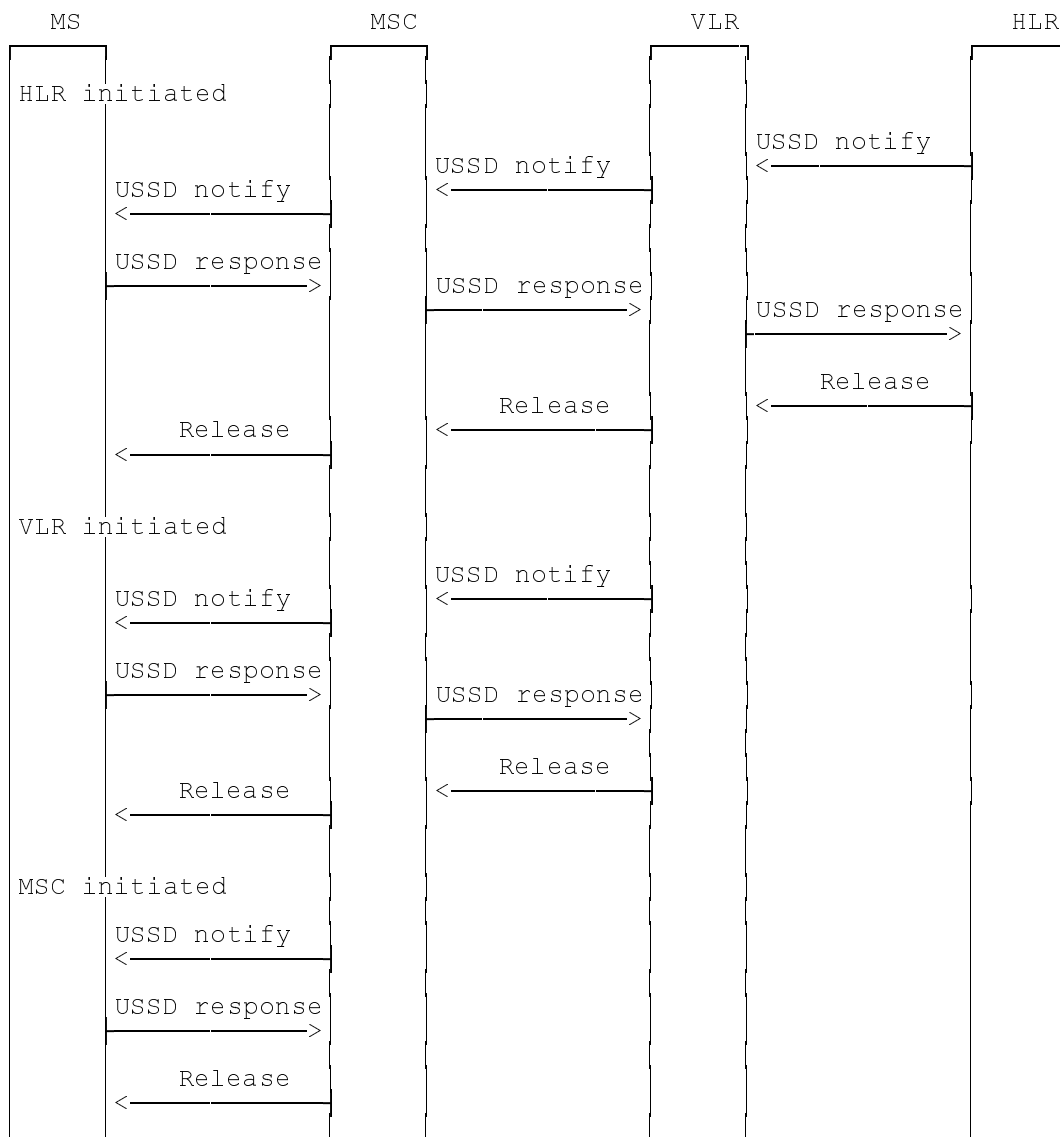 MS MSC VLR HLR
HLR initiated
USSD notify
USSD notify
USSD notify
USSD response
USSD response
USSD response
Release
Release
Release
VLR initiated
USSD notify
USSD notify
USSD response
USSD response
Release
Release
MSC initiated
USSD notify
USSD response
Release